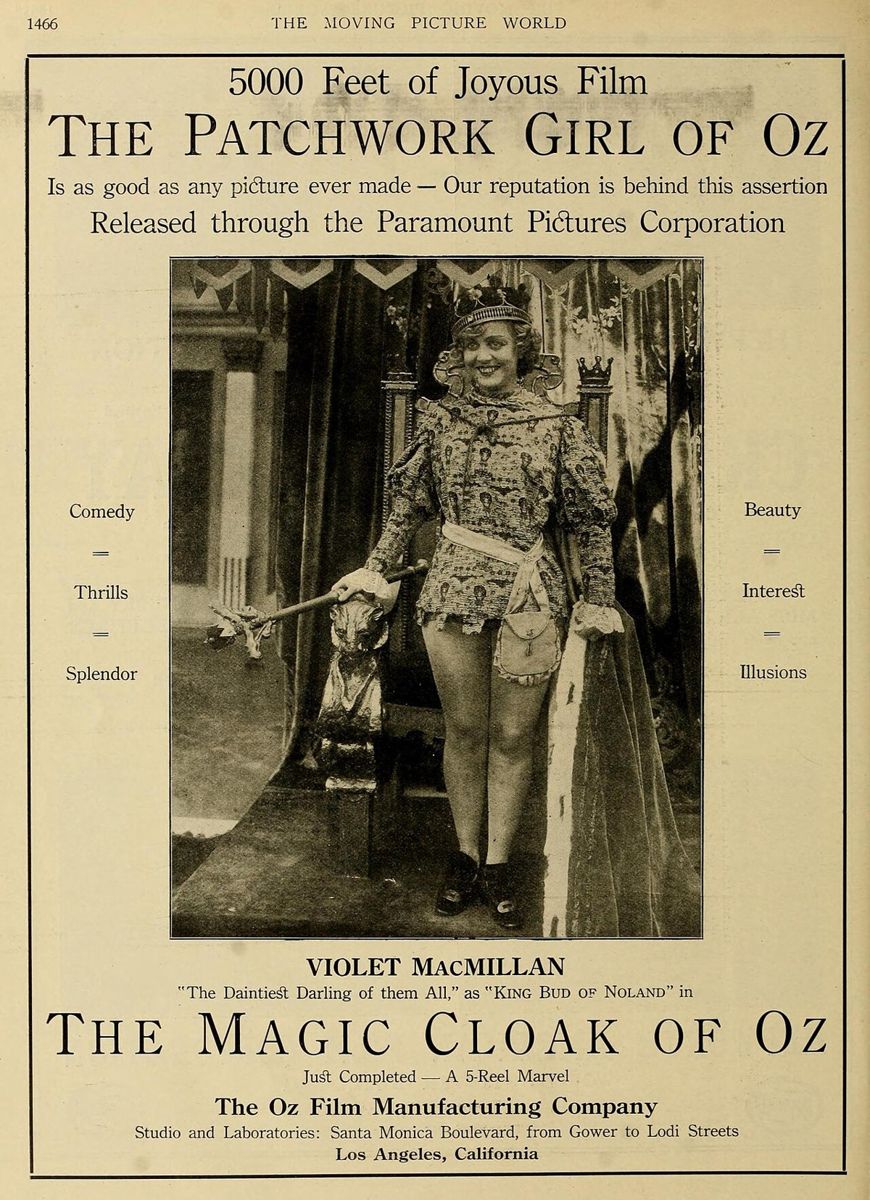 1466
THE MOVING PICTURE WORLD
5000 Feet of Joyous Film
THE PATCHWORK GIRL OF OZ
Is as good as any picture ever made — Our reputation is behind this assertion
Released through the Paramount Pictures Corporation
Comedy
=
Thrills
=
Splendor
Beauty
=
Interest
=
Illusions
VIOLET MACMILLAN
"The Daintiest Darling of them All," as "KING BUD OF NOLAND" in
THE MAGIC CLOAK OF OZ
Just Completed — A 5-Reel Marvel
The Oz Film Manufacturing Company
Studio and Laboratories: Santa Monica Boulevard, from Gower to Lodi Streets
Los Angeles, California